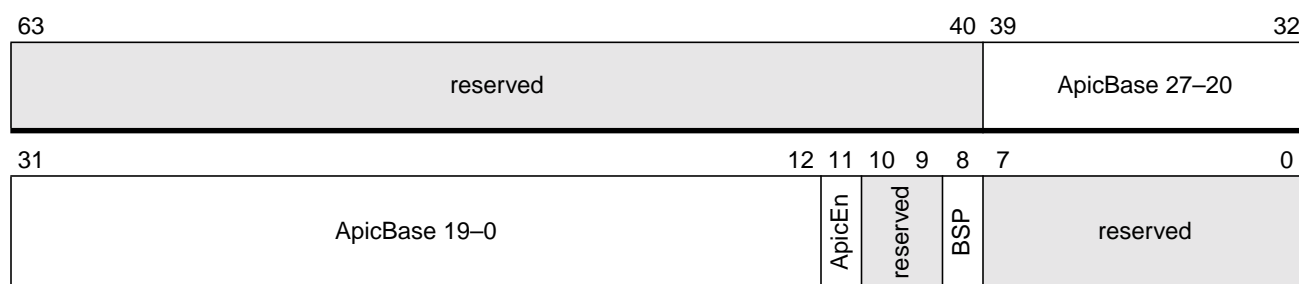 63 40 39 32
reserved ApicBase 27–20
31 12 11 10 9 8 7 0
ApicBase 19–0 ApicEn reserved BSP reserved